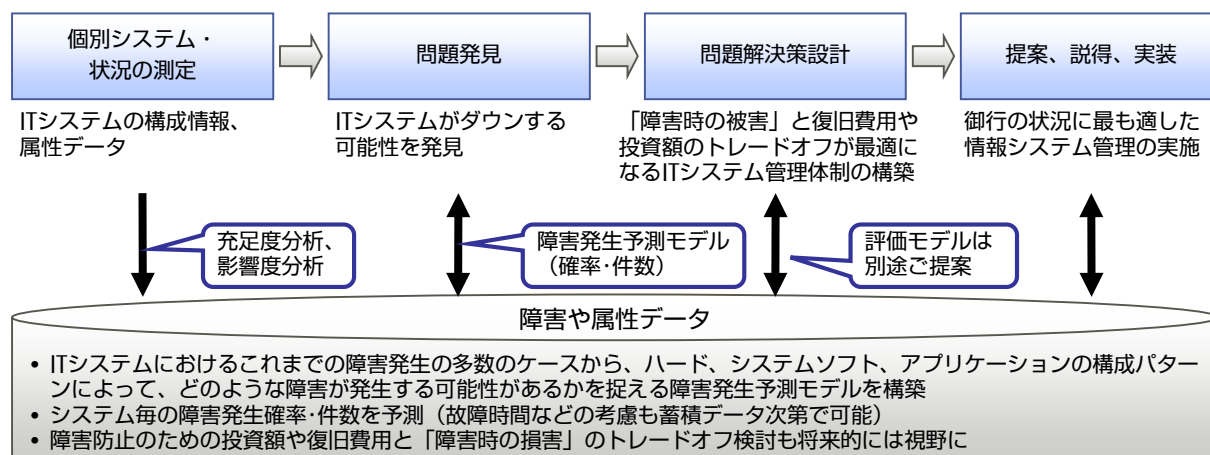 個別システム・
状況の測定
問題発見
問題解決策設計
提案、説得、実装
ITシステムの構成情報、
属性データ
ITシステムがダウンする
可能性を発見
「障害時の被害」と復旧費用や
投資額のトレードオフが最適に
なるITシステム管理体制の構築
御行の状況に最も適した
情報システム管理の実施
充足度分析、
影響度分析
障害発生予測モデル
（確率・件数）
評価モデルは
別途ご提案
障害や属性データ
• ITシステムにおけるこれまでの障害発生の多数のケースから、ハード、システムソフト、アプリケーションの構成パター
ンによって、どのような障害が発生する可能性があるかを捉える障害発生予測モデルを構築
• システム毎の障害発生確率・件数を予測（故障時間などの考慮も蓄積データ次第で可能）
• 障害防止のための投資額や復旧費用と「障害時の損害」のトレードオフ検討も将来的には視野に